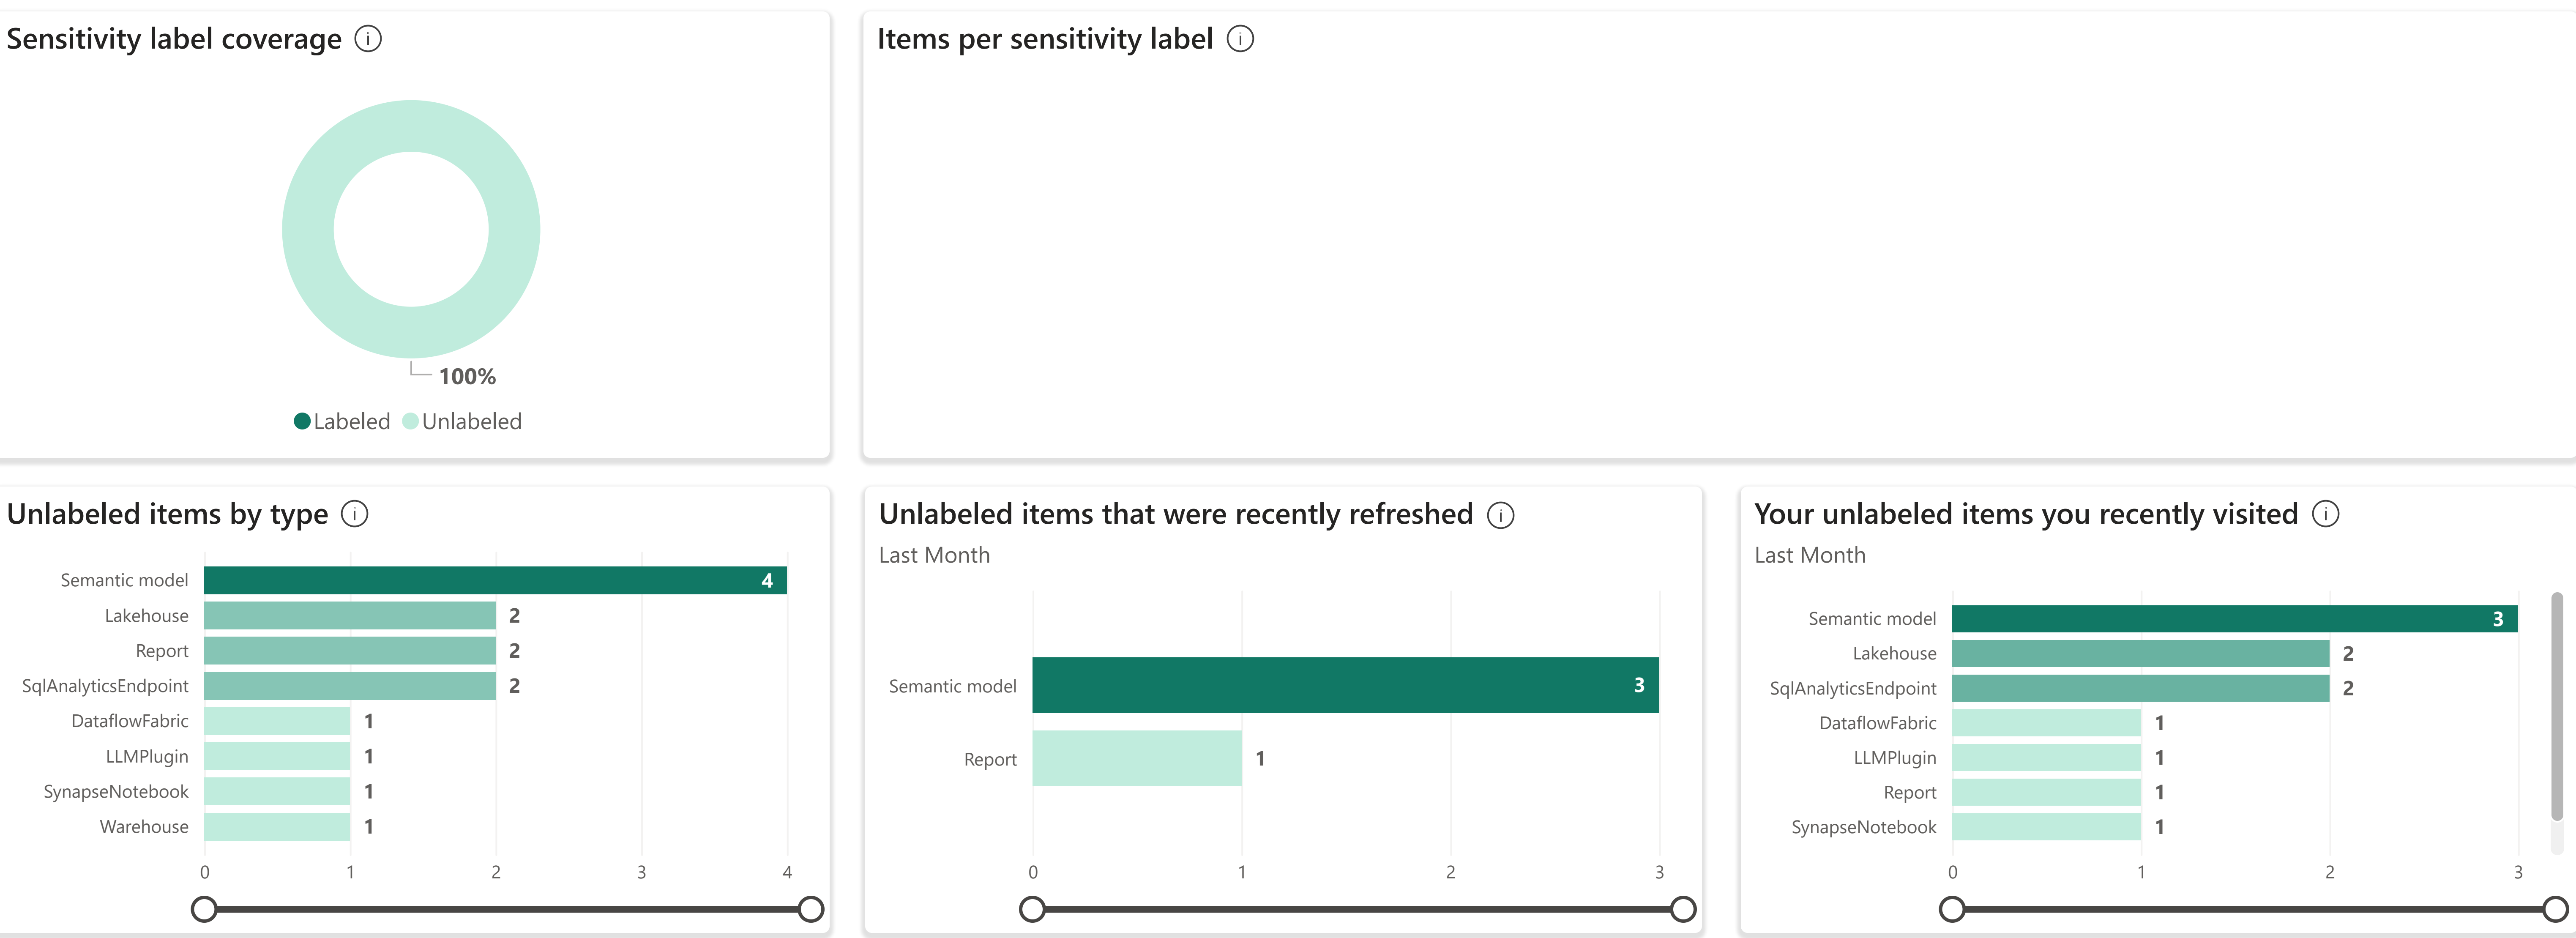 Sensitivity label coverage
100%
Labeled Unlabeled
Items per sensitivity label
Unlabeled items by type
Semantic model 4
Lakehouse 2
Report 2
SqlAnalyticsEndpoint 2
DataflowFabric 1
LLMPlugin 1
SynapseNotebook 1
Warehouse 1
0 1 2 3 4
Unlabeled items that were recently refreshed
Last Month
Semantic model 3
Report 1
0 1 2 3
Your unlabeled items you recently visited
Last Month
Semantic model 3
Lakehouse 2
SqlAnalyticsEndpoint 2
DataflowFabric 1
LLMPlugin 1
Report 1
SynapseNotebook 1
0 1 2 3